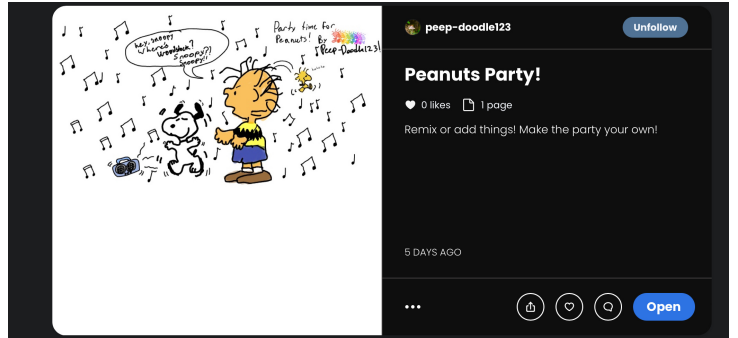 Party time for
Peanuts! By
Peep-Doodle123!
hey, snoopy
where's
woodstock?
Snoopy?!
Snoopy!!
peep-doodle123
Unfollow
Peanuts Party!
0 likes
1 page
Remix or add things! Make the party your own!
5 DAYS AGO
Open